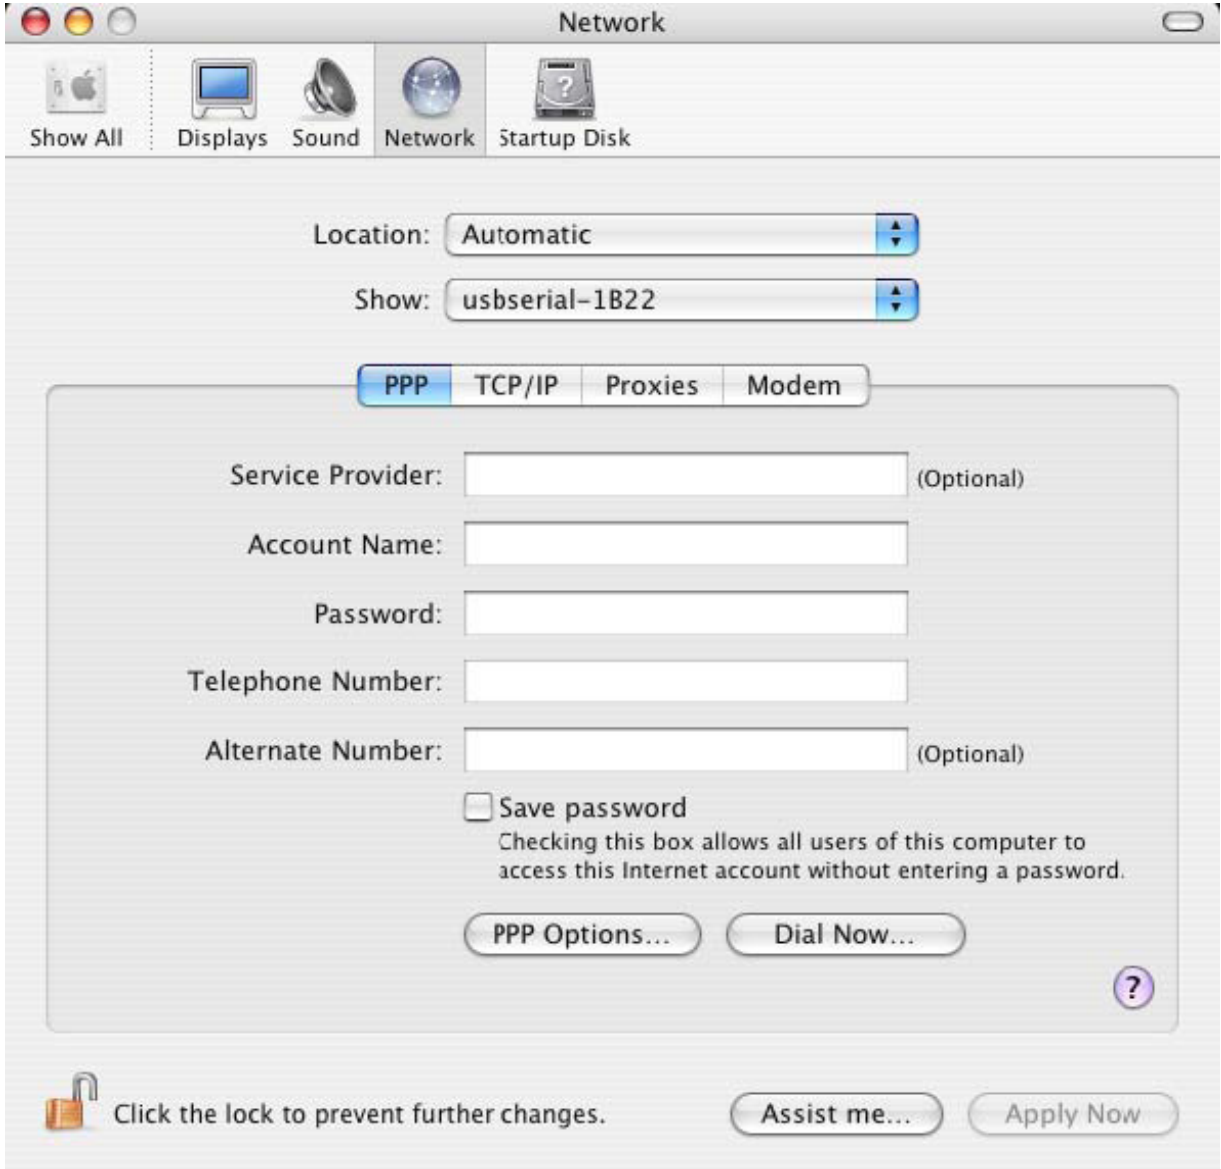 Network
Show All
Displays
Sound
Network
Startup Disk
Location: Automatic
Show: usbserial-1B22
PPP TCP/IP Proxies Modem
Service Provider: (Optional)
Account Name:
Password:
Telephone Number:
Alternate Number: (Optional)
Save password
Checking this box allows all users of this computer to
access this Internet account without entering a password.
PPP Options... Dial Now...
?
Click the lock to prevent further changes. Assist me... Apply Now